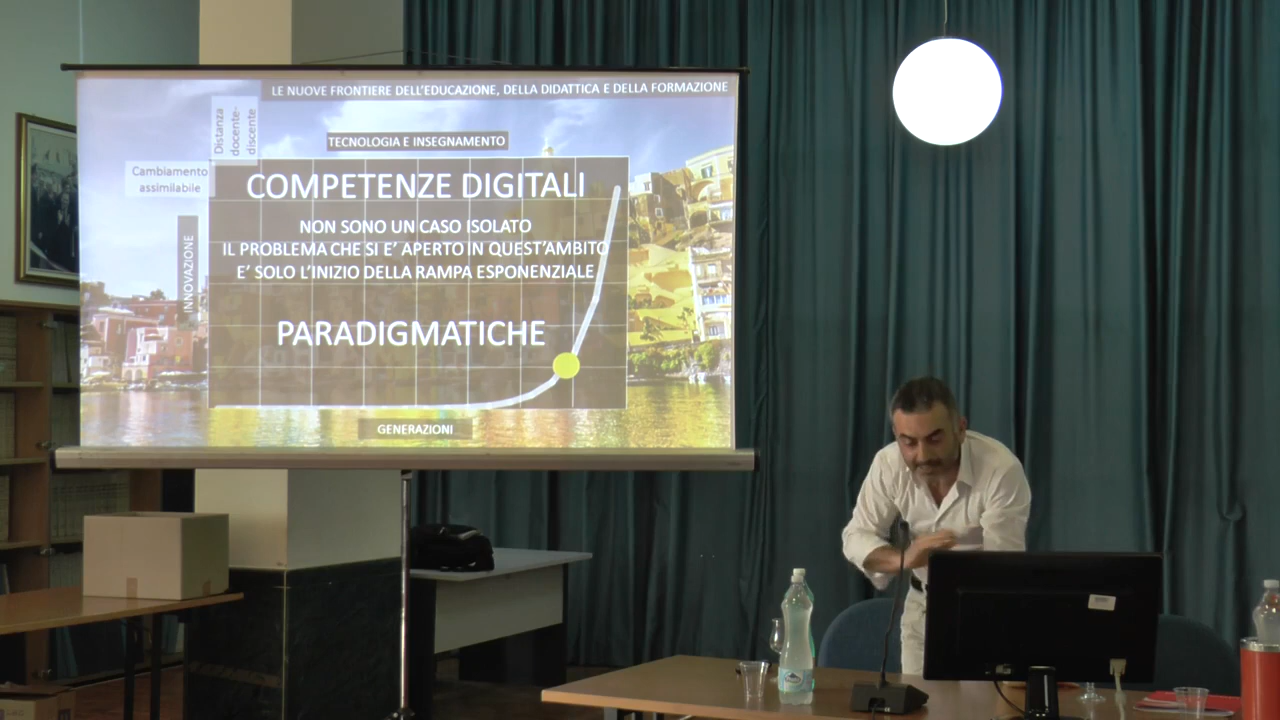 LE NUOVE FRONTIERE DELL'EDUCAZIONE, DELLA DIDATTICA E DELLA FORMAZIONE
Distanza
docente-
discente
TECNOLOGIA E INSEGNAMENTO
Cambiamento
assimilabile
COMPETENZE DIGITALI
NON SONO UN CASO ISOLATO
IL PROBLEMA CHE SI E' APERTO IN QUEST'AMBITO
E' SOLO L'INIZIO DELLA RAMPA ESPONENZIALE
INNOVAZIONE
PARADIGMATICHE
GENERAZIONI